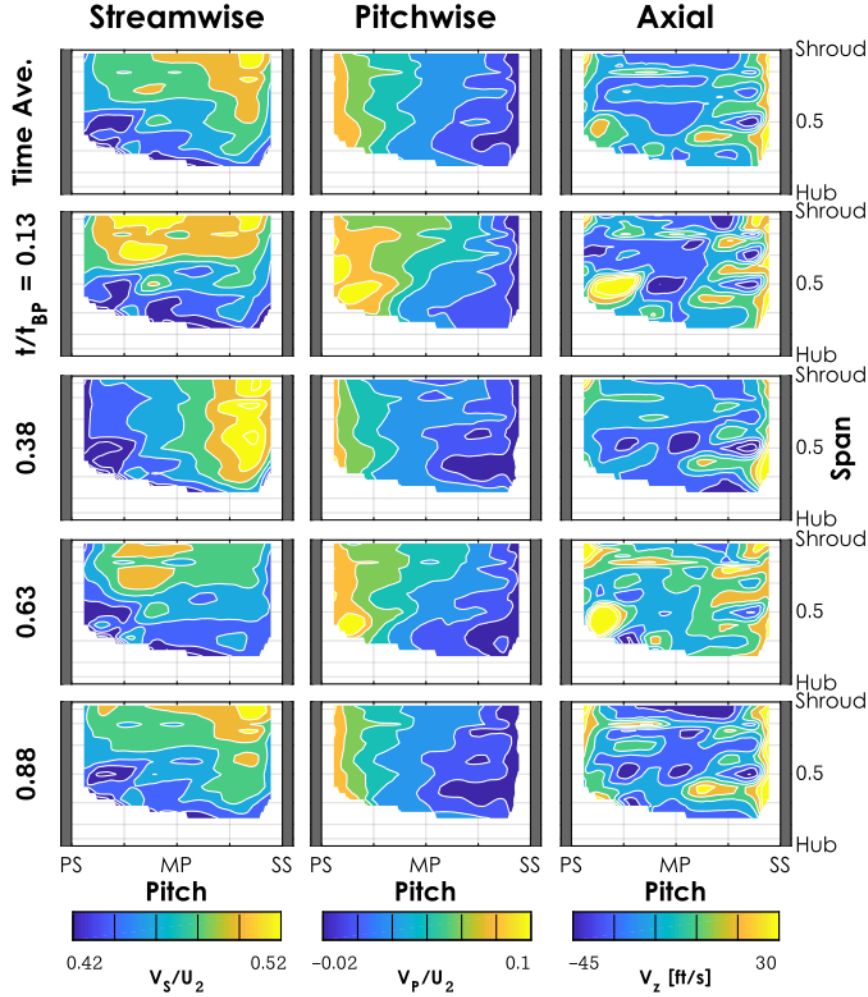 Streamwise Pitchwise Axial
Time Ave.
Shroud
0.5
Hub
t/t_BP = 0.13
Shroud
0.5
Hub
0.38
Shroud
0.5
Hub
Span
0.63
Shroud
0.5
Hub
0.88
Shroud
0.5
Hub
PS MP SS PS MP SS PS MP SS
Pitch Pitch Pitch
0.42 0.52 −0.02 0.1 −45 30
V_S/U_2 V_P/U_2 V_z [ft/s]